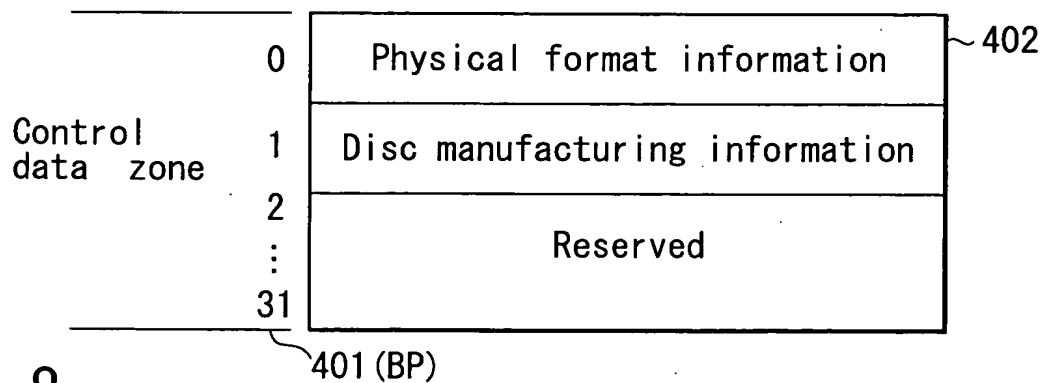 0 Physical format information 402
Control data zone
1 Disc manufacturing information
2
⋮
31
Reserved
401 (BP)